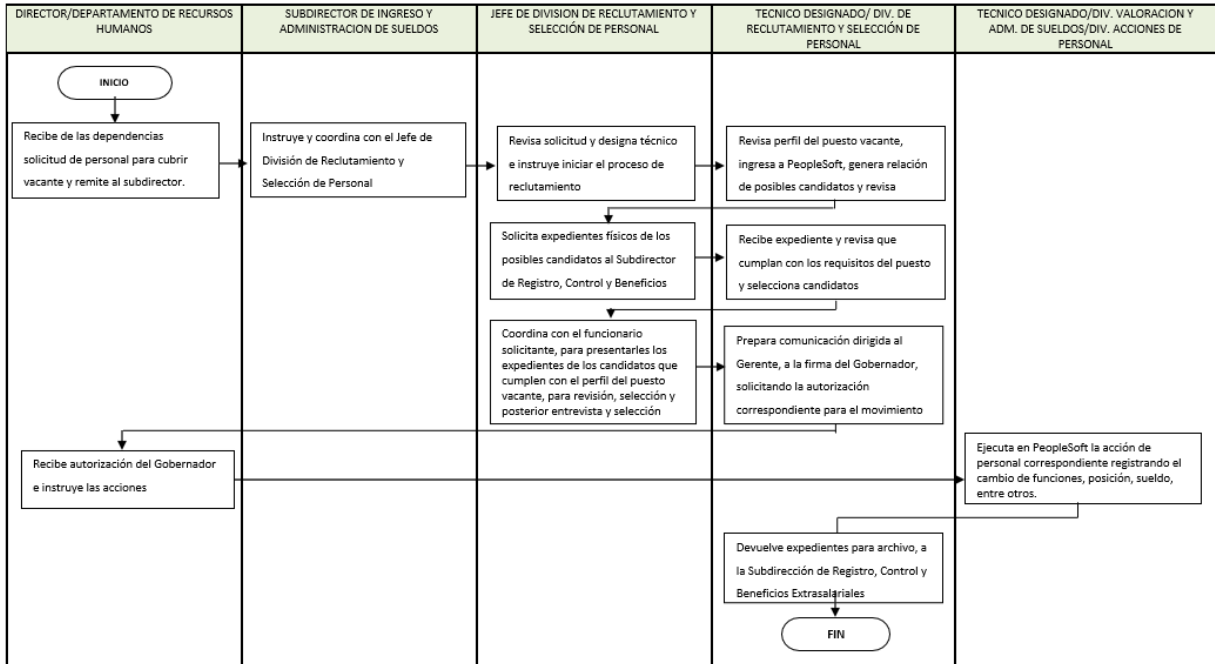 DIRECTOR/DEPARTAMENTO DE RECURSOS
HUMANOS
SUBDIRECTOR DE INGRESO Y
ADMINISTRACION DE SUELDOS
JEFE DE DIVISION DE RECLUTAMIENTO Y
SELECCIÓN DE PERSONAL
TECNICO DESIGNADO/ DIV. DE
RECLUTAMIENTO Y SELECCIÓN DE
PERSONAL
TECNICO DESIGNADO/DIV. VALORACION Y
ADM. DE SUELDOS/DIV. ACCIONES DE
PERSONAL
INICIO
Recibe de las dependencias
solicitud de personal para cubrir
vacante y remite al subdirector.
Instruye y coordina con el Jefe de
División de Reclutamiento y
Selección de Personal
Revisa solicitud y designa técnico
e instruye iniciar el proceso de
reclutamiento
Revisa perfil del puesto vacante,
ingresa a PeopleSoft, genera relación
de posibles candidatos y revisa
Solicita expedientes físicos de los
posibles candidatos al Subdirector
de Registro, Control y Beneficios
Recibe expediente y revisa que
cumplan con los requisitos del puesto
y selecciona candidatos
Coordina con el funcionario
solicitante, para presentarles los
expedientes de los candidatos que
cumplen con el perfil del puesto
vacante, para revisión, selección y
posterior entrevista y selección
Prepara comunicación dirigida al
Gerente, a la firma del Gobernador,
solicitando la autorización
correspondiente para el movimiento
Recibe autorización del Gobernador
e instruye las acciones
Ejecuta en PeopleSoft la acción de
personal correspondiente registrando el
cambio de funciones, posición, sueldo,
entre otros.
Devuelve expedientes para archivo, a
la Subdirección de Registro, Control y
Beneficios Extrasalariales
FIN